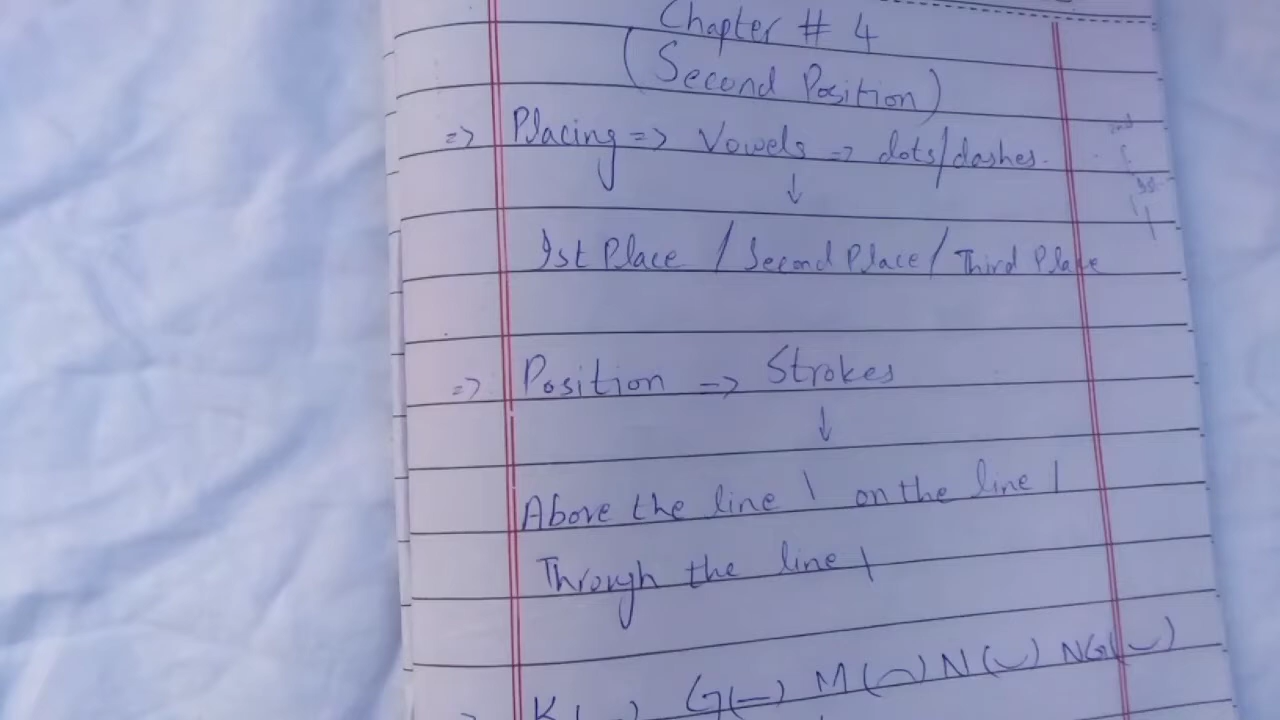 Chapter # 4
(Second Position)
=> Placing => Vowels => dots/dashes.
↓
1st Place / Second Place / Third Place
=> Position => Strokes
↓
Above the line \ on the line |
Through the line \
=> K(—) G(—) M(⌒) N(⌣) NG(⌣)